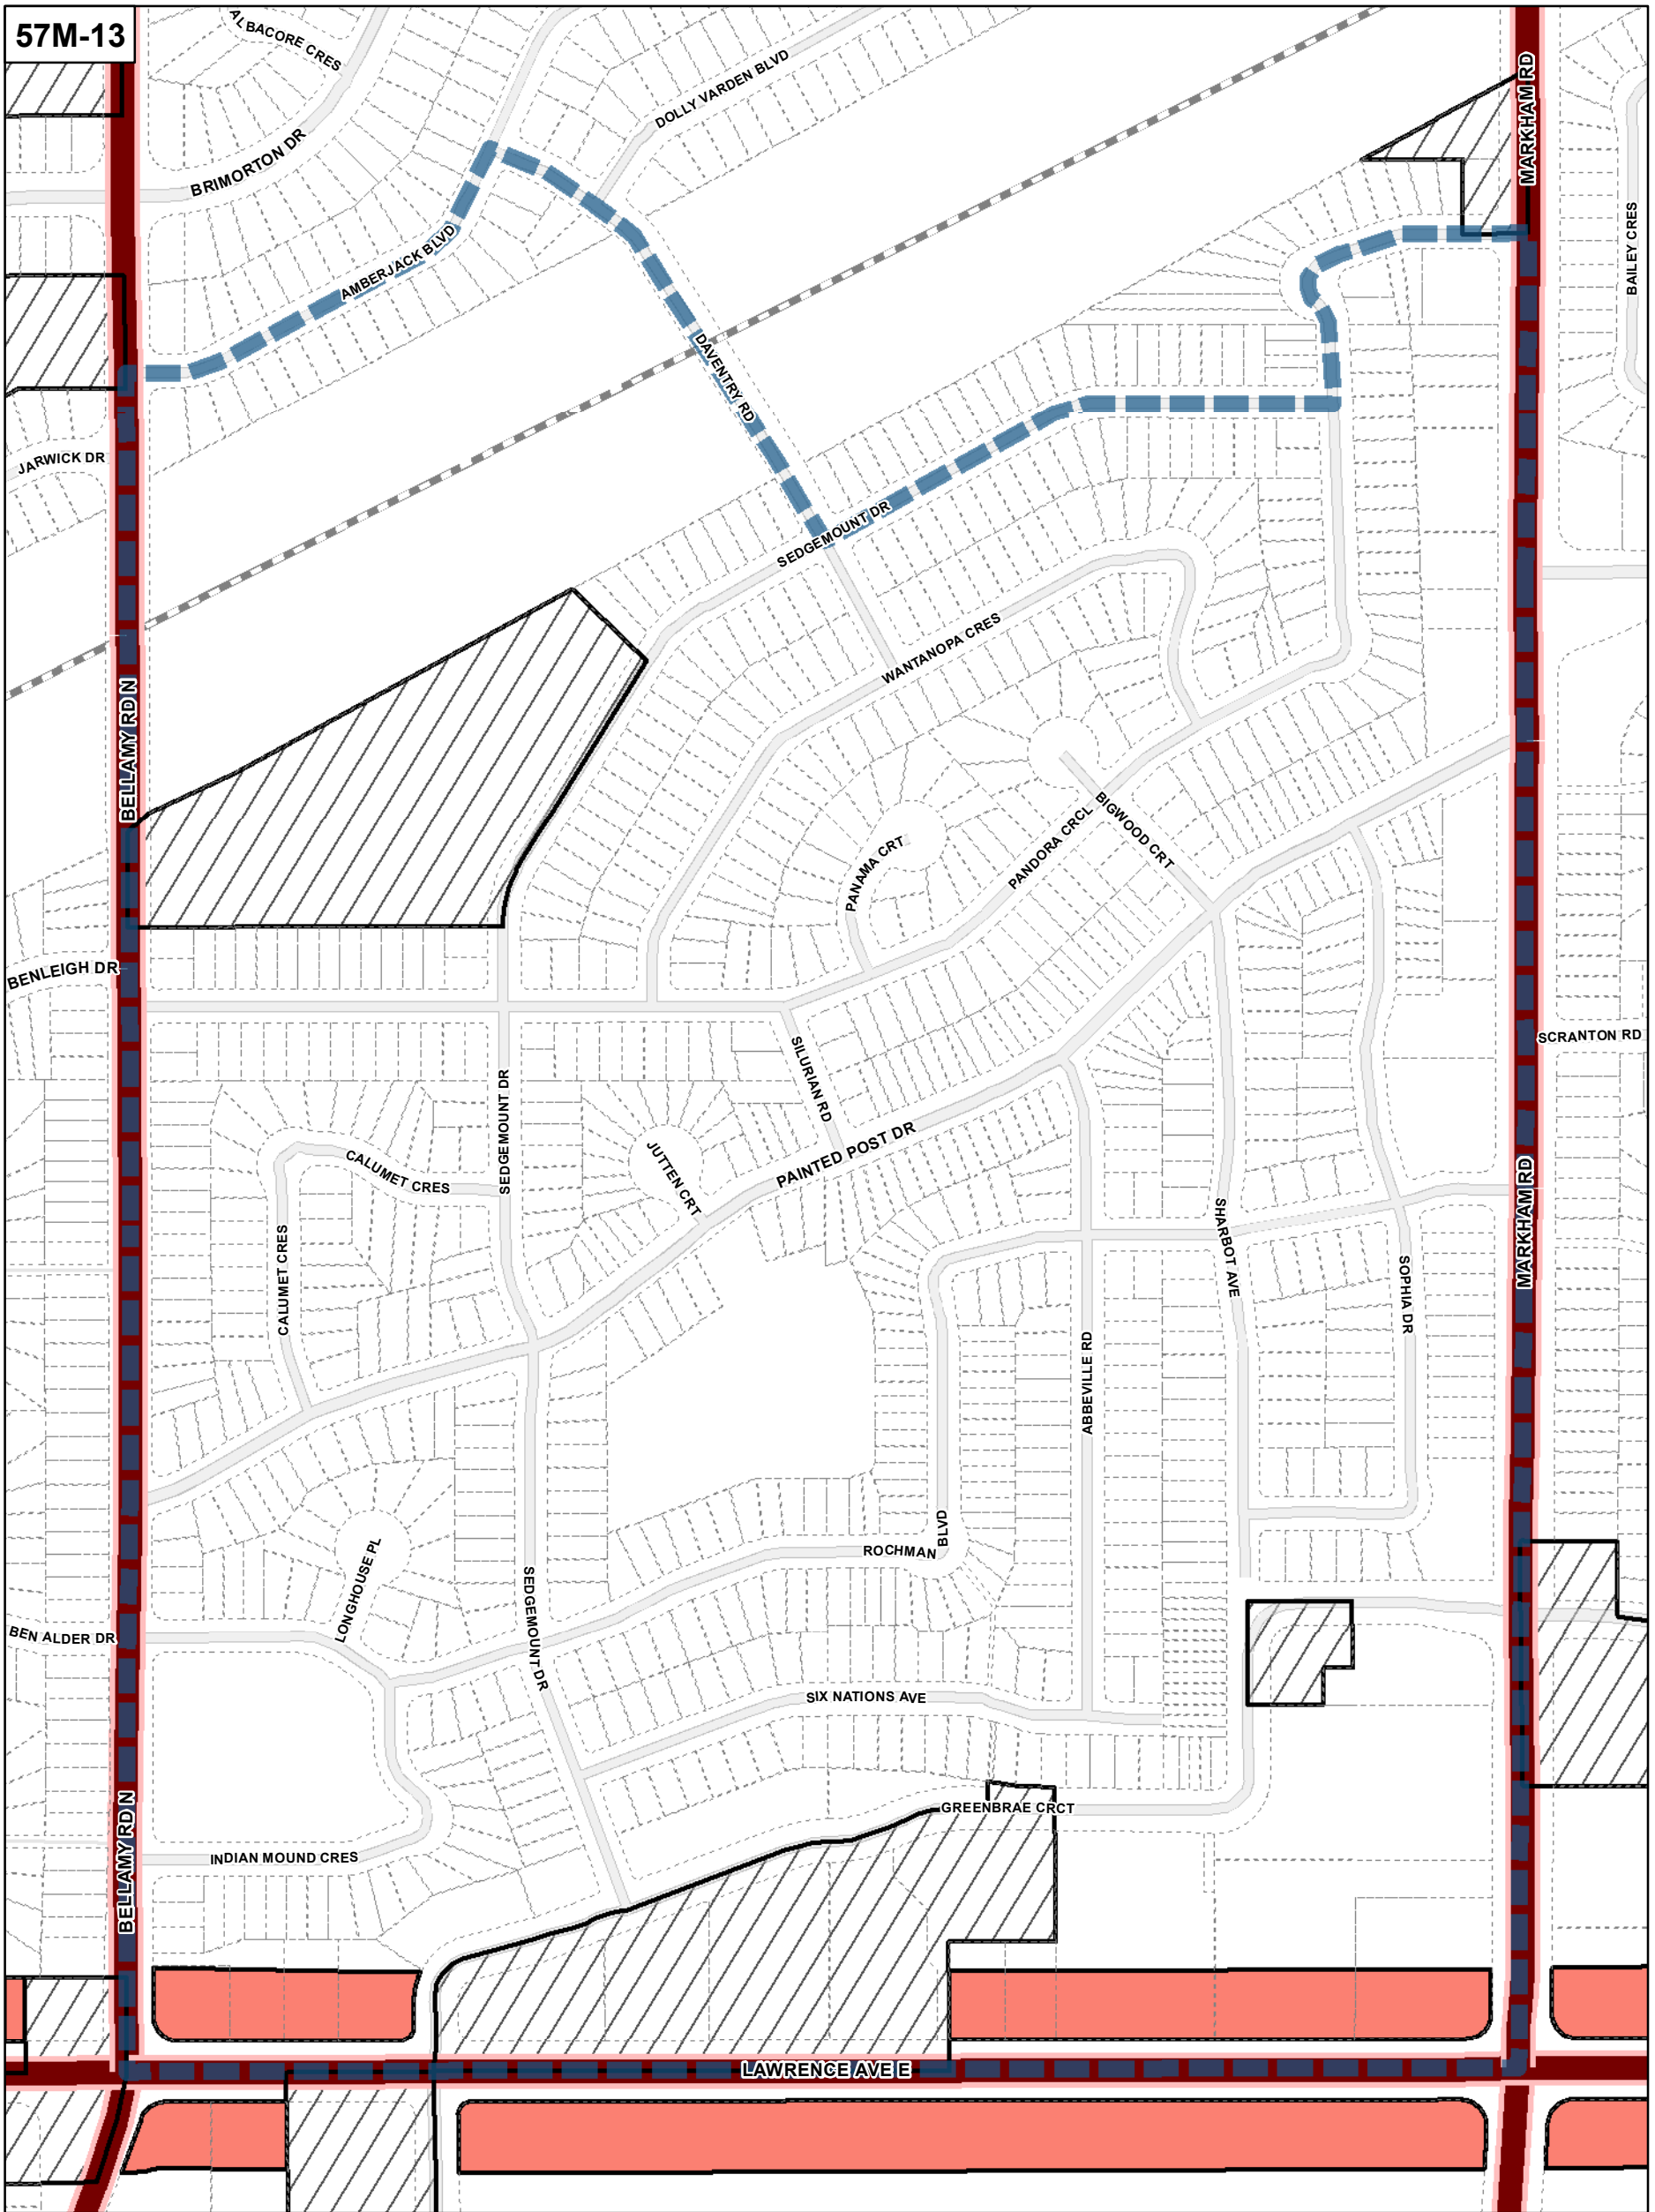 57M-13
ALBACORE CRES
DOLLY VARDEN BLVD
MARKHAM RD
BRIMORTON DR
BAILEY CRES
AMBERJACK BLVD
DAVENTRY RD
JARWICK DR
SEDGEMOUNT DR
WANTANOPA CRES
BELLAMY RD N
BIGWOOD CRT
PANDORA CRCL
PANAMA CRT
BENLEIGH DR
SCRANTON RD
SILURIAN RD
SEDGEMOUNT DR
PAINTED POST DR
JUTTEN CRT
CALUMET CRES
MARKHAM RD
CALUMET CRES
SHARBOT AVE
SOPHIA DR
ABBEVILLE RD
BLVD
ROCHMAN
LONGHOUSE PL
SEDGEMOUNT DR
BEN ALDER DR
SIX NATIONS AVE
GREENBRAE CRCT
INDIAN MOUND CRES
BELLAMY RD N
LAWRENCE AVE E